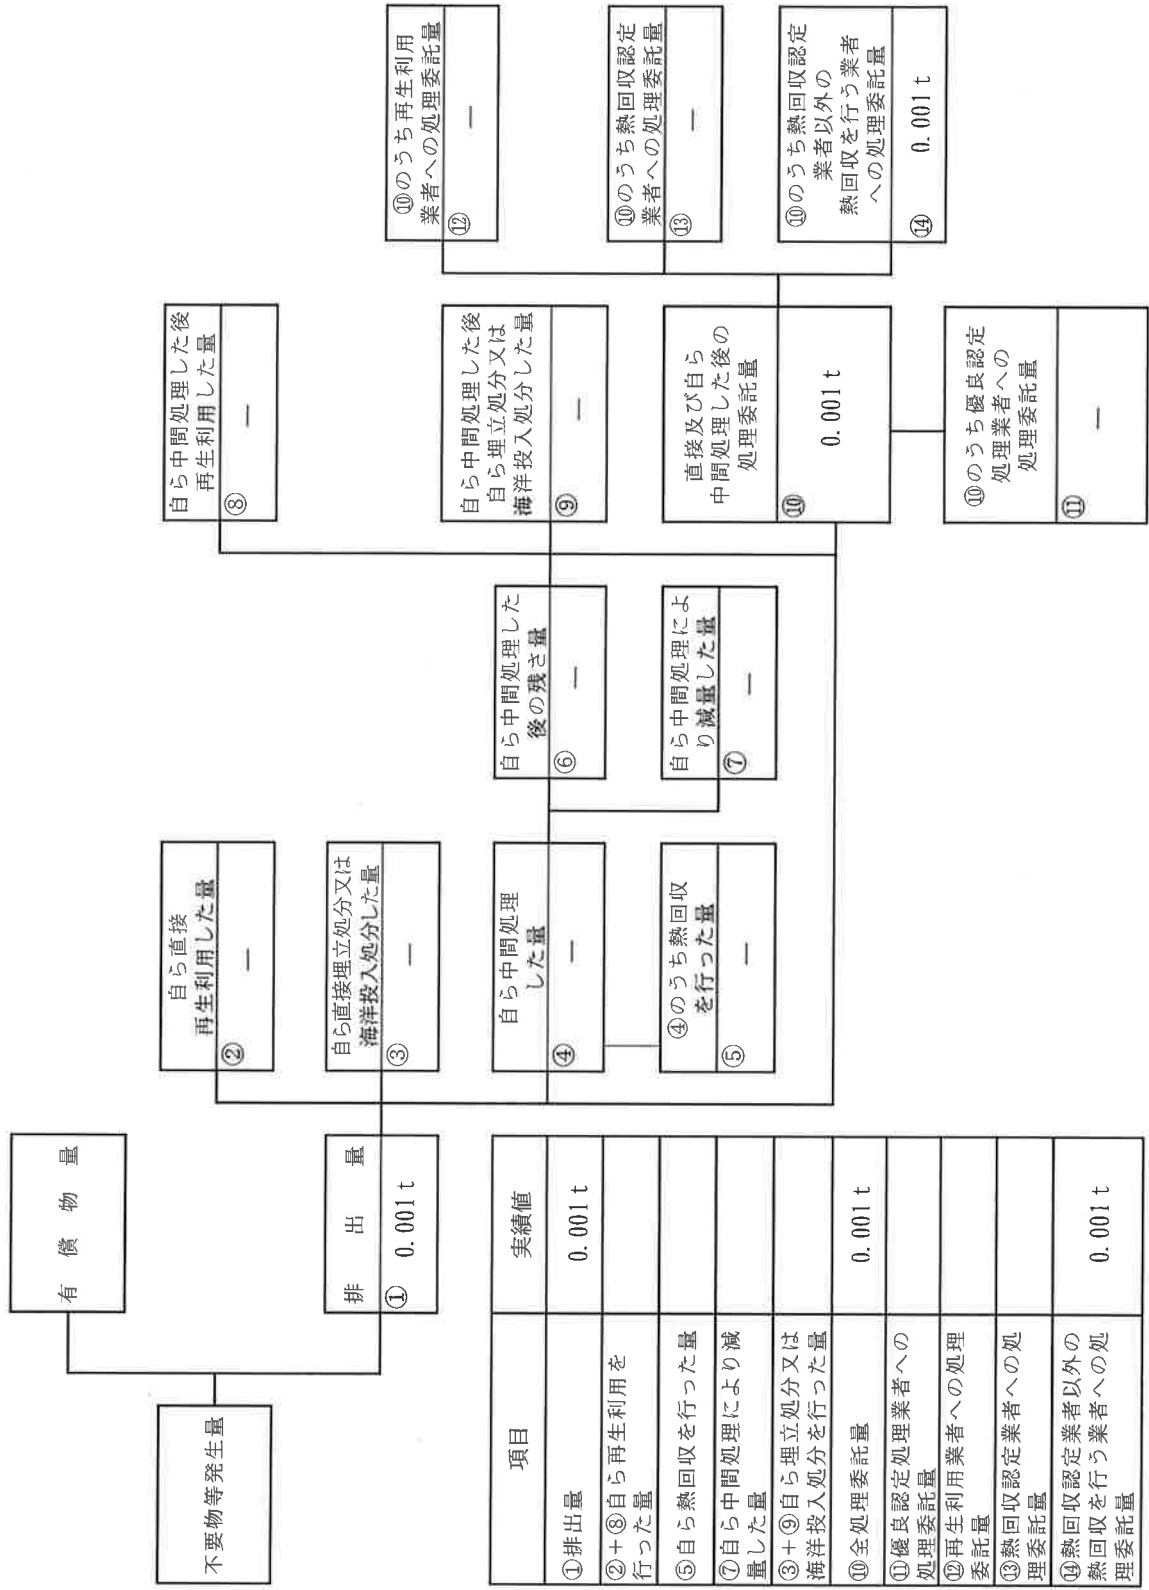 不要物等発生量
有償物量
排出量
① 0.001t
自ら直接
再生利用した量
② —
自ら直接埋立処分又は
海洋投入処分した量
③ —
自ら中間処理
した量
④ —
④のうち熱回収
を行った量
⑤ —
自ら中間処理した
後の残さ量
⑥ —
自ら中間処理によ
り減量した量
⑦ —
自ら中間処理した後
再生利用した量
⑧ —
自ら中間処理した後
自ら埋立処分又は
海洋投入処分した量
⑨ —
直接及び自ら
中間処理した後の
処理委託量
⑩ 0.001t
⑩のうち優良認定
処理業者への
処理委託量
⑪ —
⑩のうち再生利用
業者への処理委託量
⑫ —
⑩のうち熱回収認定
業者への処理委託量
⑬ —
⑩のうち熱回収認定
業者以外の
熱回収を行う業者
への処理委託量
⑭ 0.001t
項目 実績値
①排出量 0.001t
②+⑧自ら再生利用を
行った量
⑤自ら熱回収を行った量
⑦自ら中間処理により減
量した量
③+⑨自ら埋立処分又は
海洋投入処分を行った量
⑩全処理委託量 0.001t
⑪優良認定処理業者への
処理委託量
⑫再生利用業者への処理
委託量
⑬熱回収認定業者への処
理委託量
⑭熱回収認定業者以外の
熱回収を行う業者への処
理委託量 0.001t